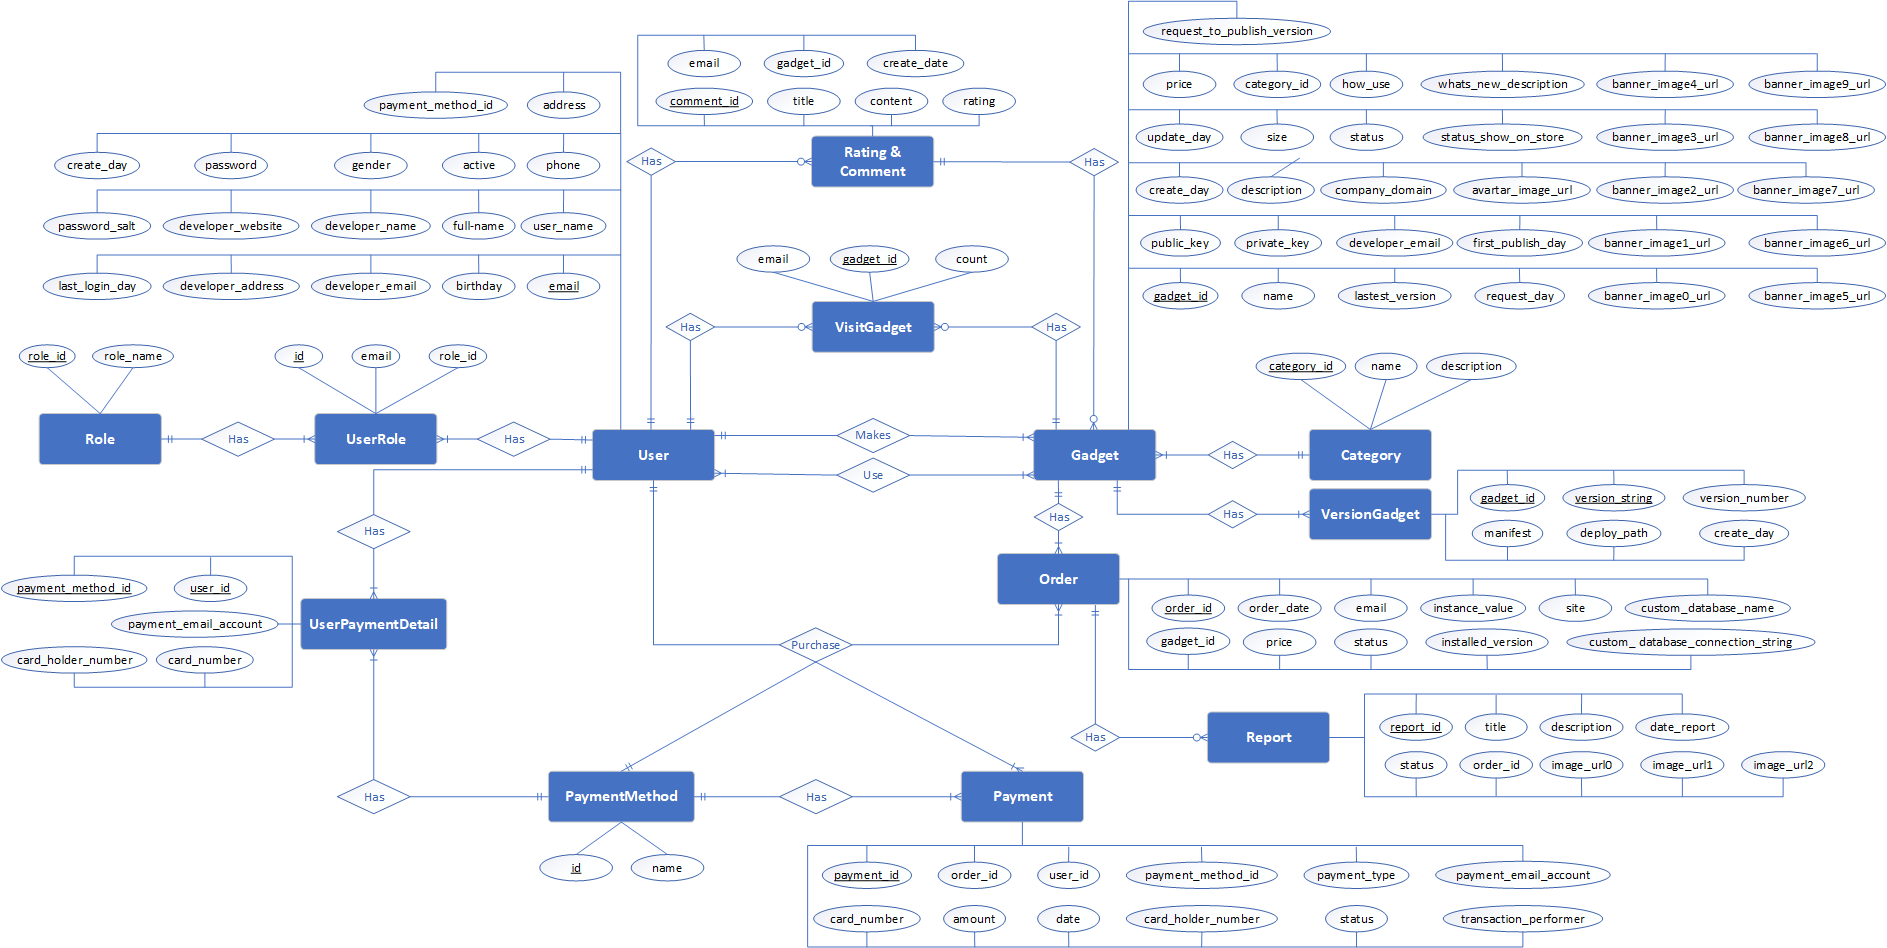 request_to_publish_version
email
gadget_id
create_date
price
category_id
how_use
whats_new_description
banner_image4_url
banner_image9_url
payment_method_id
address
comment_id
title
content
rating
update_day
size
status
status_show_on_store
banner_image3_url
banner_image8_url
create_day
password
gender
active
phone
Has
Rating &
Comment
Has
create_day
description
company_domain
avartar_image_url
banner_image2_url
banner_image7_url
password_salt
developer_website
developer_name
full-name
user_name
public_key
private_key
developer_email
first_publish_day
banner_image1_url
banner_image6_url
email
gadget_id
count
last_login_day
developer_address
developer_email
birthday
email
gadget_id
name
lastest_version
request_day
banner_image0_url
banner_image5_url
Has
VisitGadget
Has
role_id
role_name
id
email
role_id
category_id
name
description
Role
Has
UserRole
Has
User
Makes
Use
Gadget
Has
Category
gadget_id
version_string
version_number
Has
Has
Has
VersionGadget
manifest
deploy_path
create_day
Order
payment_method_id
user_id
payment_email_account
UserPaymentDetail
card_holder_number
card_number
order_id
order_date
email
instance_value
site
custom_database_name
gadget_id
price
status
installed_version
custom_ database_connection_string
Purchase
Has
Report
report_id
title
description
date_report
status
order_id
image_url0
image_url1
image_url2
Has
PaymentMethod
Has
Payment
id
name
payment_id
order_id
user_id
payment_method_id
payment_type
payment_email_account
card_number
amount
date
card_holder_number
status
transaction_performer